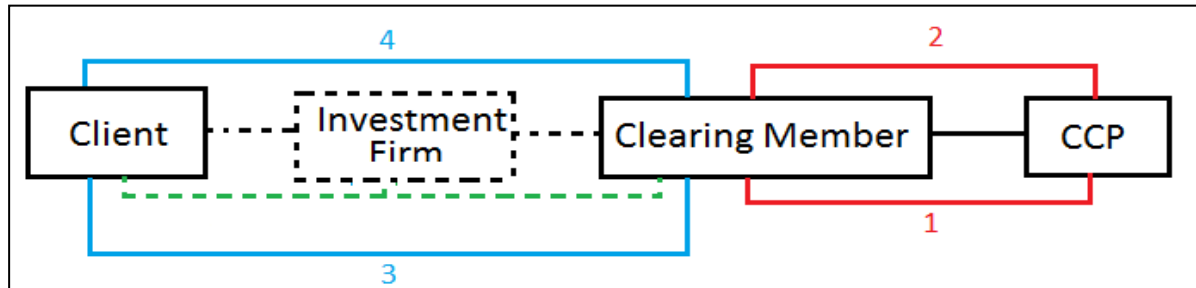 4
2
Client
Investment
Firm
Clearing Member
CCP
3
1